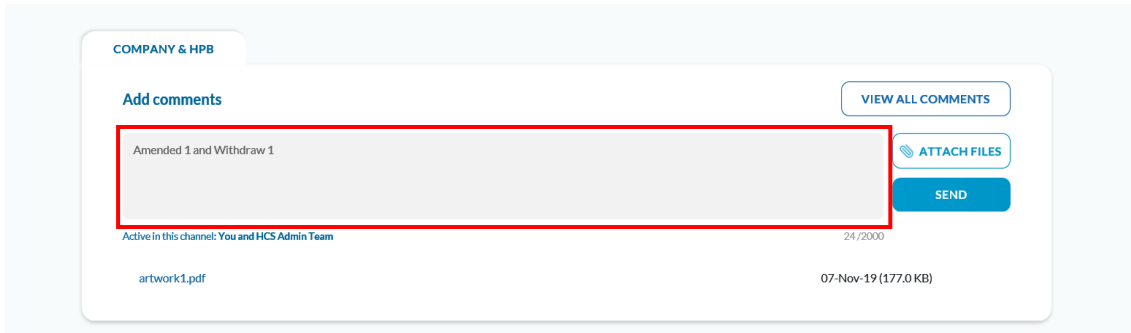 COMPANY & HPB
Add comments
VIEW ALL COMMENTS
Amended 1 and Withdraw 1
ATTACH FILES
SEND
Active in this channel: You and HCS Admin Team
24/2000
artwork1.pdf
07-Nov-19 (177.0 KB)